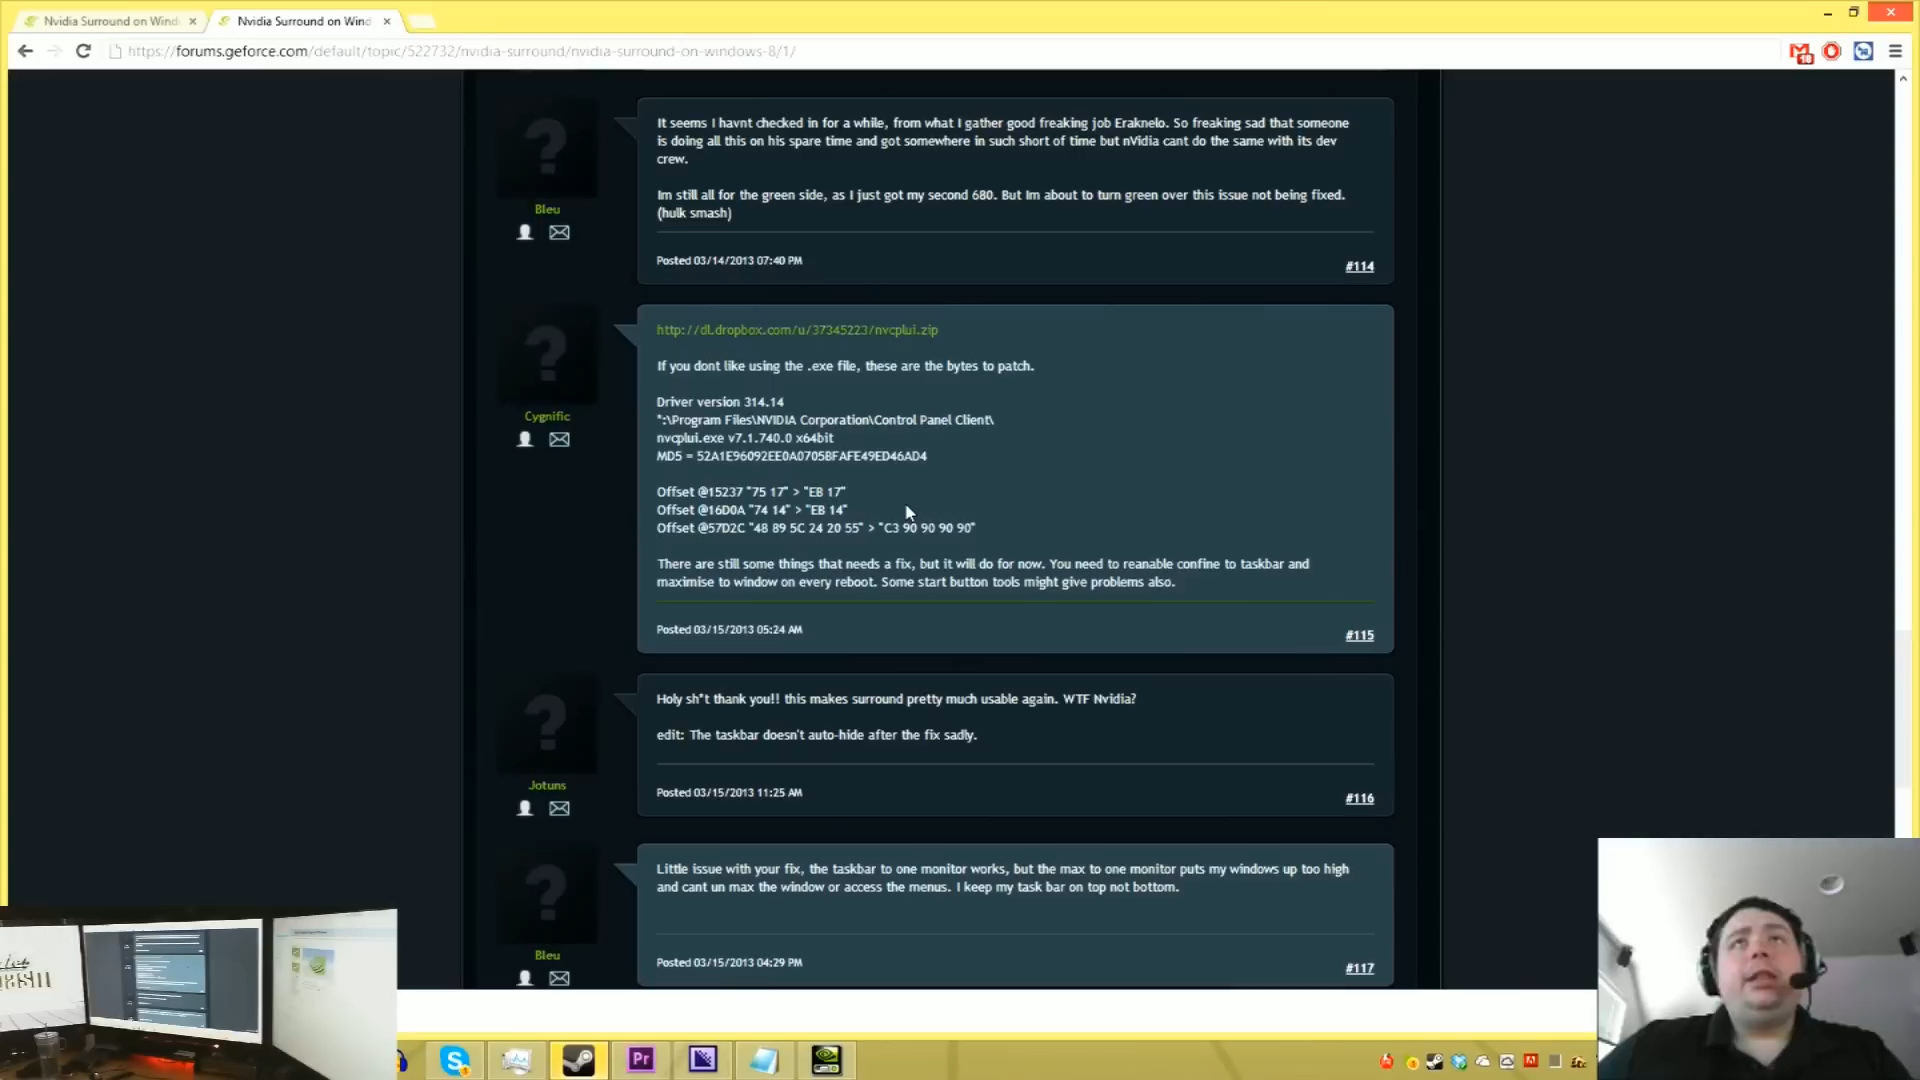 Nvidia Surround on Wind
Nvidia Surround on Wind
https://forums.geforce.com/default/topic/522732/nvidia-surround/nvidia-surround-on-windows-8/1/
18
It seems I havnt checked in for a while, from what I gather good freaking job Eraknelo. So freaking sad that someone
is doing all this on his spare time and got somewhere in such short of time but nVidia cant do the same with its dev
crew.
Im still all for the green side, as I just got my second 680. But Im about to turn green over this issue not being fixed.
(hulk smash)
Bleu
Posted 03/14/2013 07:40 PM
#114
http://dl.dropbox.com/u/37345223/nvcplui.zip
If you dont like using the .exe file, these are the bytes to patch.
Driver version 314.14
*:\Program Files\NVIDIA Corporation\Control Panel Client\
nvcplui.exe v7.1.740.0 x64bit
MD5 = 52A1E96092EE0A0705BFAFE49ED46AD4
Cygnific
Offset @15237 "75 17" > "EB 17"
Offset @16D0A "74 14" > "EB 14"
Offset @57D2C "48 89 5C 24 20 55" > "C3 90 90 90 90"
There are still some things that needs a fix, but it will do for now. You need to reanable confine to taskbar and
maximise to window on every reboot. Some start button tools might give problems also.
Posted 03/15/2013 05:24 AM
#115
Holy sh*t thank you!! this makes surround pretty much usable again. WTF Nvidia?
edit: The taskbar doesn't auto-hide after the fix sadly.
Jotuns
Posted 03/15/2013 11:25 AM
#116
Little issue with your fix, the taskbar to one monitor works, but the max to one monitor puts my windows up too high
and cant un max the window or access the menus. I keep my task bar on top not bottom.
Bleu
Posted 03/15/2013 04:29 PM
#117
Pr